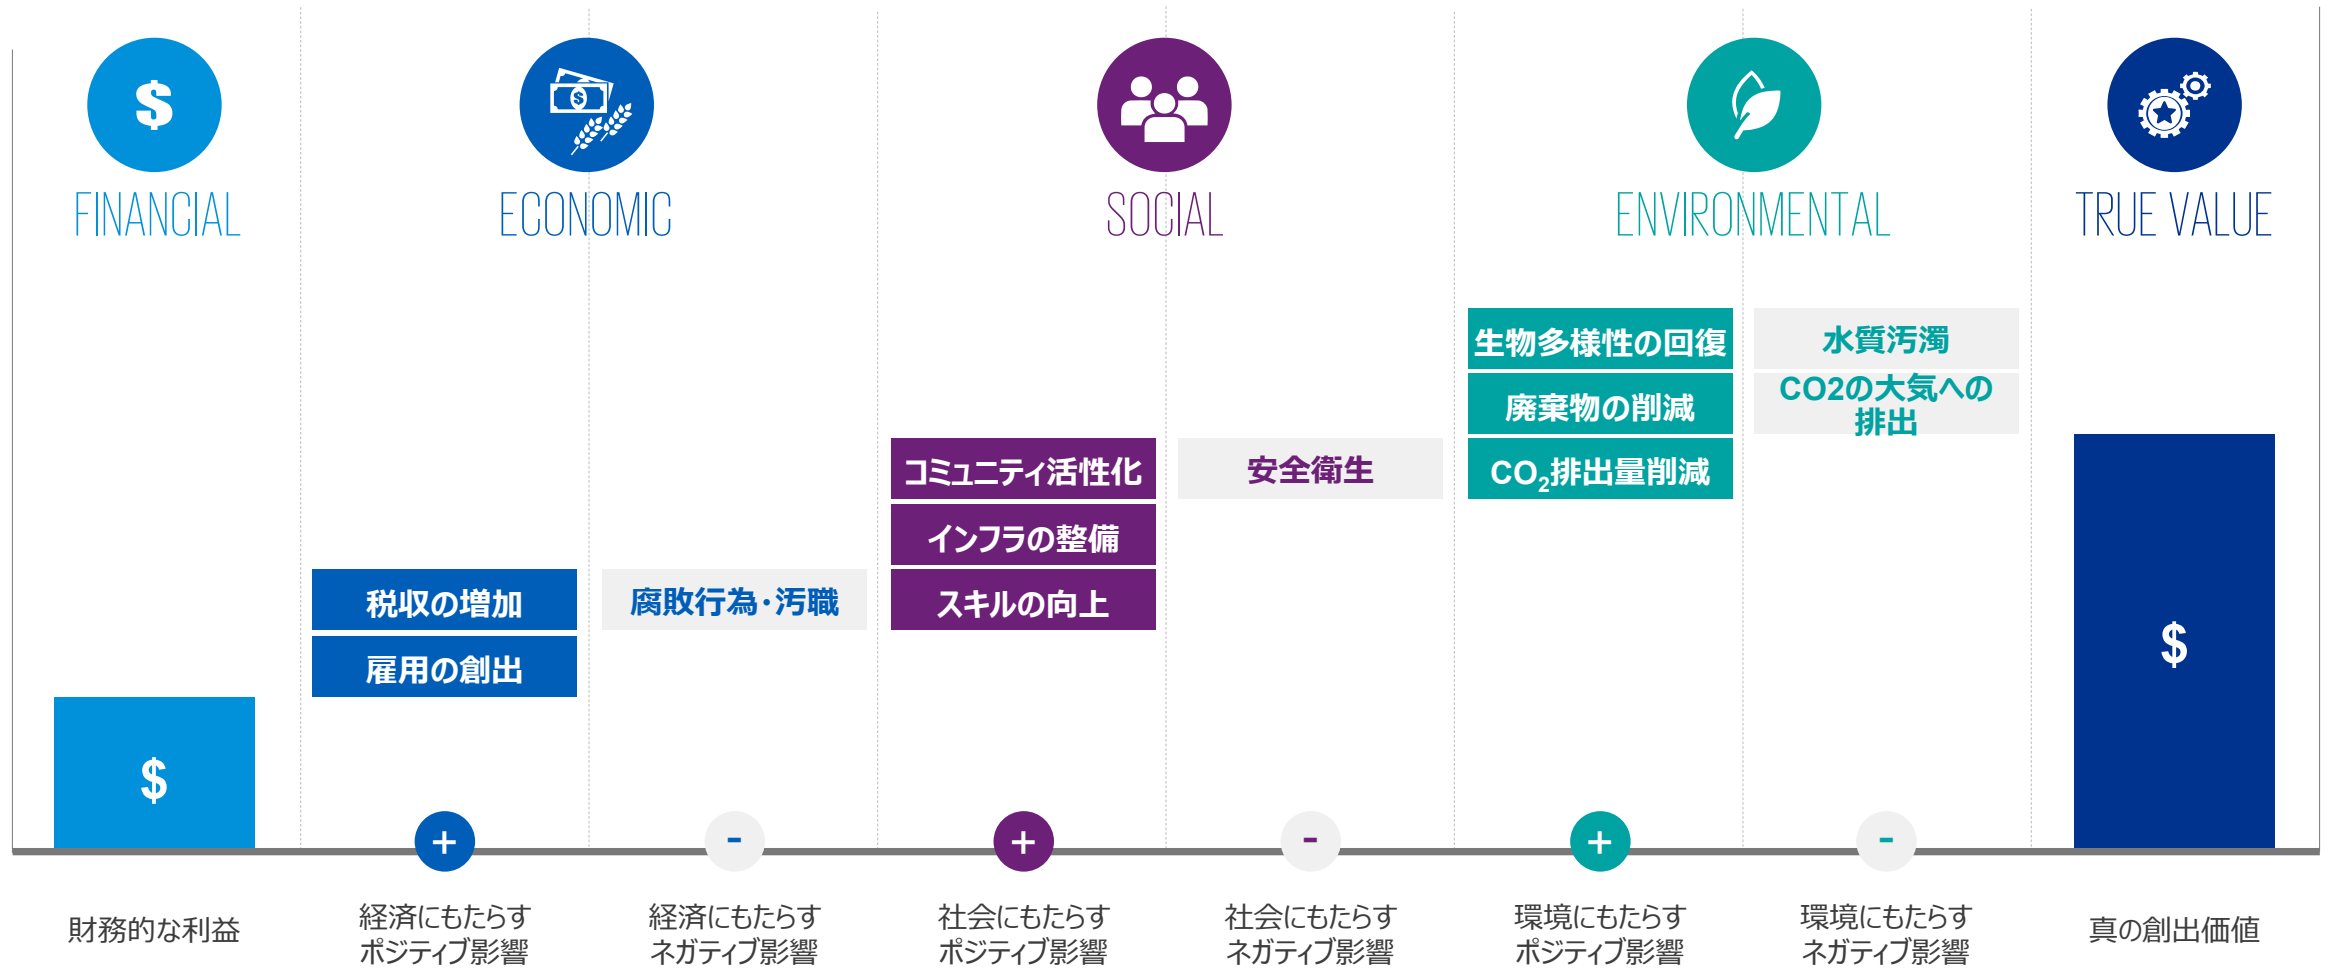 $
FINANCIAL
ECONOMIC
SOCIAL
ENVIRONMENTAL
TRUE VALUE
生物多様性の回復
水質汚濁
廃棄物の削減
CO2の大気への
排出
コミュニティ活性化
安全衛生
CO₂排出量削減
インフラの整備
税収の増加
腐敗行為・汚職
スキルの向上
雇用の創出
$
$
+
-
+
-
+
-
財務的な利益
経済にもたらす
ポジティブ影響
経済にもたらす
ネガティブ影響
社会にもたらす
ポジティブ影響
社会にもたらす
ネガティブ影響
環境にもたらす
ポジティブ影響
環境にもたらす
ネガティブ影響
真の創出価値